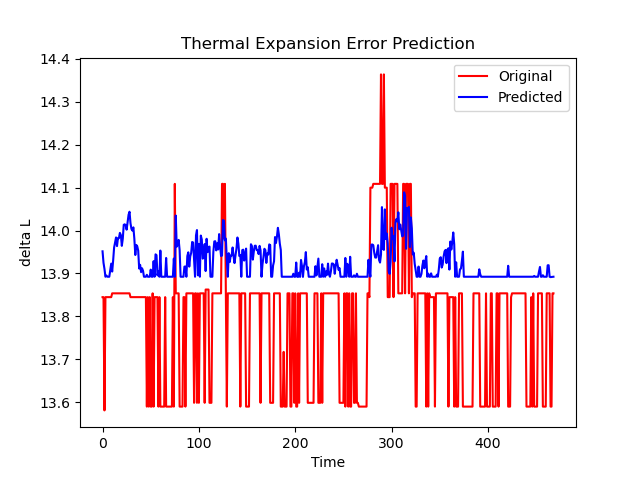 Thermal Expansion Error Prediction
Original
Predicted
14.4
14.3
14.2
14.1
14.0
13.9
13.8
13.7
13.6
delta L
0 100 200 300 400
Time